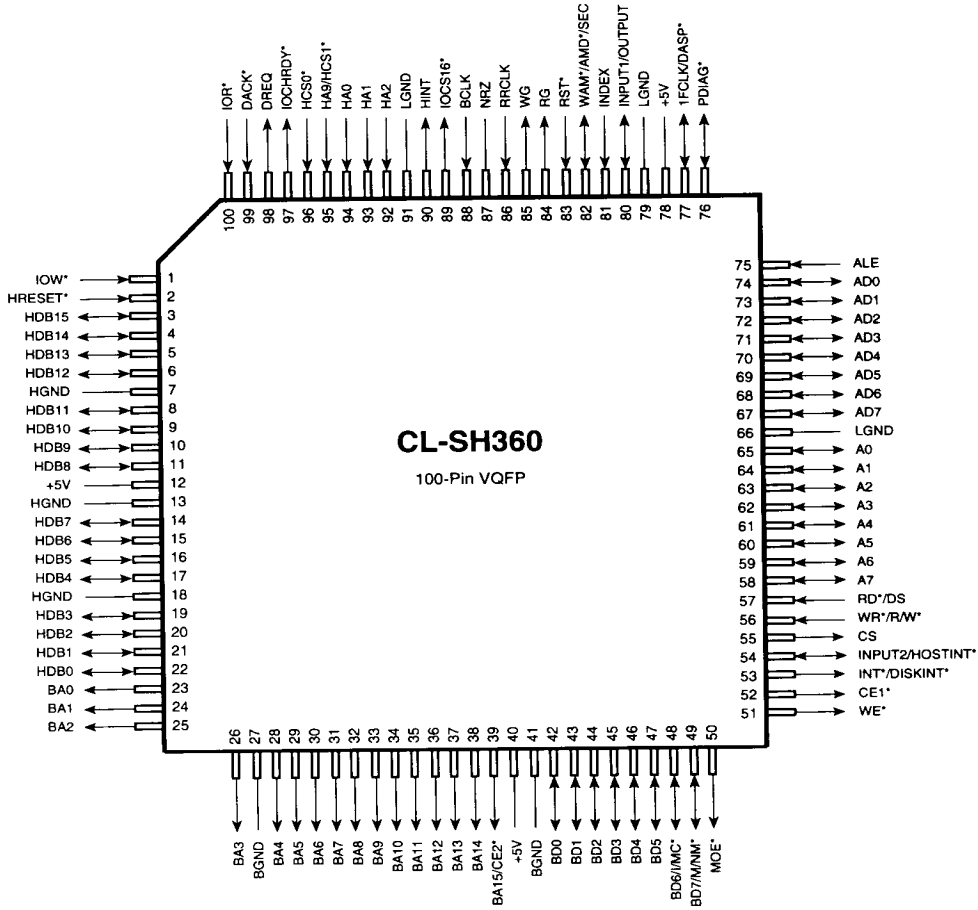 IOR*
DACK*
DREQ
IOCHRDY*
HCS0*
HA9/HCS1*
HA0
HA1
HA2
LGND
HINT
IOCS16*
BCLK
NRZ
RRCLK
WG
RG
RST*
WAM*/AMD*/SEC
INDEX
INPUT1/OUTPUT
LGND
+5V
1FCLK/DASP*
PDIAG*
100 99 98 97 96 95 94 93 92 91 90 89 88 87 86 85 84 83 82 81 80 79 78 77 76
IOW* 1
HRESET* 2
HDB15 3
HDB14 4
HDB13 5
HDB12 6
HGND 7
HDB11 8
HDB10 9
HDB9 10
HDB8 11
+5V 12
HGND 13
HDB7 14
HDB6 15
HDB5 16
HDB4 17
HGND 18
HDB3 19
HDB2 20
HDB1 21
HDB0 22
BA0 23
BA1 24
BA2 25
CL-SH360
100-Pin VQFP
75 ALE
74 AD0
73 AD1
72 AD2
71 AD3
70 AD4
69 AD5
68 AD6
67 AD7
66 LGND
65 A0
64 A1
63 A2
62 A3
61 A4
60 A5
59 A6
58 A7
57 RD*/DS
56 WR*/R/W*
55 CS
54 INPUT2/HOSTINT*
53 INT*/DISKINT*
52 CE1*
51 WE*
26 27 28 29 30 31 32 33 34 35 36 37 38 39 40 41 42 43 44 45 46 47 48 49 50
BA3
BGND
BA4
BA5
BA6
BA7
BA8
BA9
BA10
BA11
BA12
BA13
BA14
BA15/CE2*
+5V
BGND
BD0
BD1
BD2
BD3
BD4
BD5
BD6/I/MC*
BD7/M/NM*
MOE*